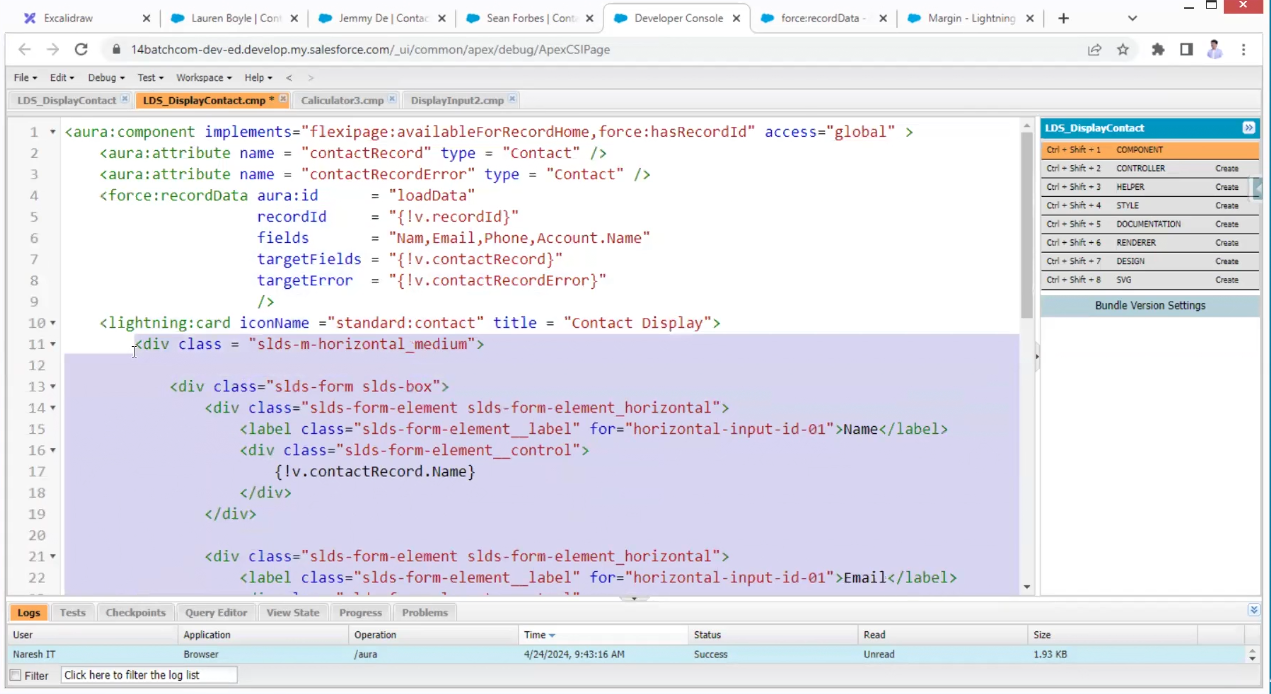 Excalidraw
Lauren Boyle | Cont
Jemmy De | Contac
Sean Forbes | Conta
Developer Console
force:recordData -
Margin - Lightning
14batchcom-dev-ed.develop.my.salesforce.com/_ui/common/apex/debug/ApexCSIPage
File Edit Debug Test Workspace Help < >
LDS_DisplayContact
LDS_DisplayContact.cmp *
Caliculator3.cmp
DisplayInput2.cmp
1 <aura:component implements="flexipage:availableForRecordHome,force:hasRecordId" access="global" >
2 <aura:attribute name = "contactRecord" type = "Contact" />
3 <aura:attribute name = "contactRecordError" type = "Contact" />
4 <force:recordData aura:id = "loadData"
5 recordId = "{!v.recordId}"
6 fields = "Nam,Email,Phone,Account.Name"
7 targetFields = "{!v.contactRecord}"
8 targetError = "{!v.contactRecordError}"
9 />
10 <lightning:card iconName ="standard:contact" title = "Contact Display">
11 <div class = "slds-m-horizontal_medium">
12
13 <div class="slds-form slds-box">
14 <div class="slds-form-element slds-form-element_horizontal">
15 <label class="slds-form-element__label" for="horizontal-input-id-01">Name</label>
16 <div class="slds-form-element__control">
17 {!v.contactRecord.Name}
18 </div>
19 </div>
20
21 <div class="slds-form-element slds-form-element_horizontal">
22 <label class="slds-form-element__label" for="horizontal-input-id-01">Email</label>
LDS_DisplayContact
Ctrl + Shift + 1 COMPONENT
Ctrl + Shift + 2 CONTROLLER Create
Ctrl + Shift + 3 HELPER Create
Ctrl + Shift + 4 STYLE Create
Ctrl + Shift + 5 DOCUMENTATION Create
Ctrl + Shift + 6 RENDERER Create
Ctrl + Shift + 7 DESIGN Create
Ctrl + Shift + 8 SVG Create
Bundle Version Settings
Logs Tests Checkpoints Query Editor View State Progress Problems
User Application Operation Time Status Read Size
Naresh IT Browser /aura 4/24/2024, 9:43:16 AM Success Unread 1.93 KB
Filter Click here to filter the log list